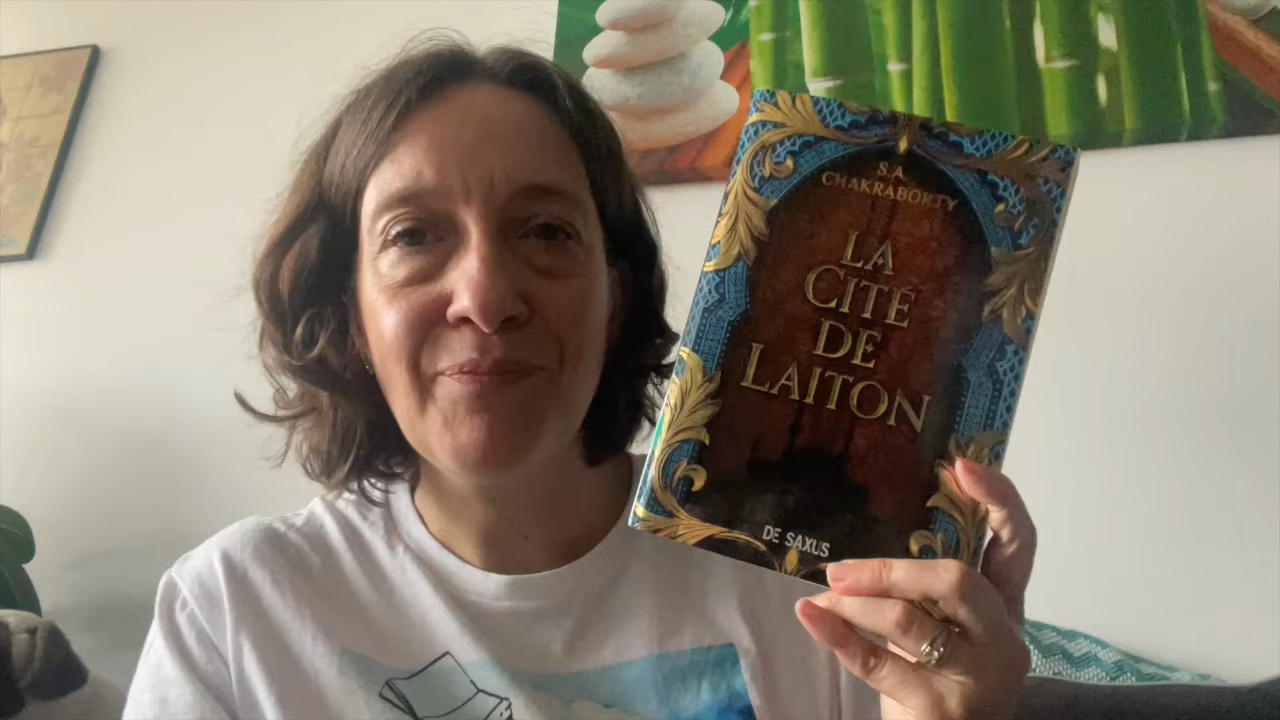 S.A.
CHAKRABORTY
LA
CITÉ
DE
LAITON
DE SAXUS